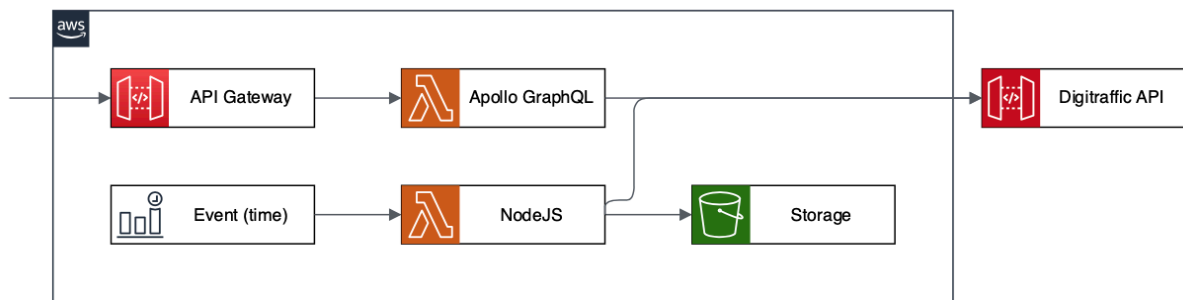 aws
API Gateway
Apollo GraphQL
Digitraffic API
Event (time)
NodeJS
Storage